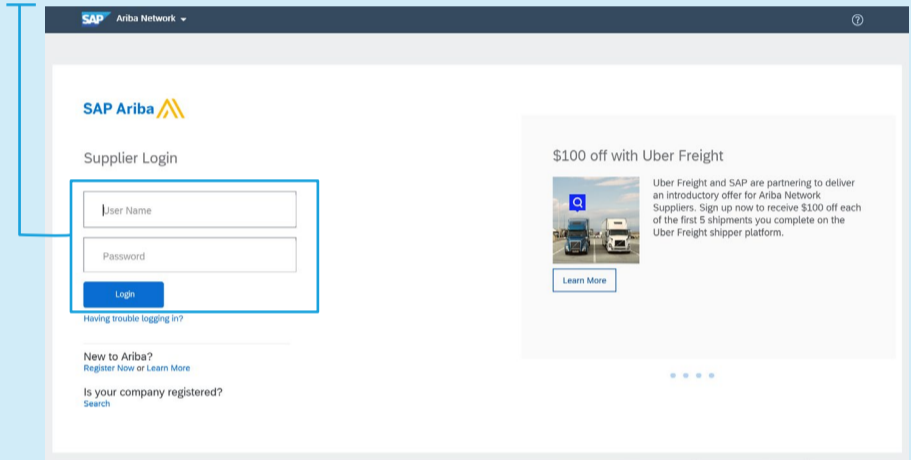 SAP Ariba Network
SAP Ariba
Supplier Login
User Name
Password
Login
Having trouble logging in?
New to Ariba?
Register Now or Learn More
Is your company registered?
Search
$100 off with Uber Freight
Uber Freight and SAP are partnering to deliver
an introductory offer for Ariba Network
Suppliers. Sign up now to receive $100 off each
of the first 5 shipments you complete on the
Uber Freight shipper platform.
Learn More